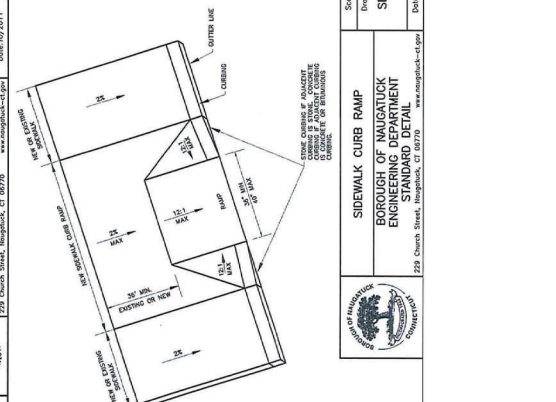 229 Church Street, Naugatuck, CT 06770 www.naugatuck-ct.gov
NEW OR EXISTING
SIDEWALK
NEW SIDEWALK CURB RAMP
NEW OR EXISTING
SIDEWALK
2%
2%
MAX
2%
36" MIN.
EXISTING OR NEW
12:1
MAX
12:1
MAX
12:1
MAX
RAMP
36" MIN
GUTTER LINE
CURBING
STONE CURBING IF ADJACENT
CURBING IS STONE. CONCRETE
CURBING IF ADJACENT CURBING
IS CONCRETE OR BITUMINOUS
CURBING.
SIDEWALK CURB RAMP
BOROUGH OF NAUGATUCK
ENGINEERING DEPARTMENT
STANDARD DETAIL
229 Church Street, Naugatuck, CT 06770 www.naugatuck-ct.gov
BOROUGH OF NAUGATUCK
CONNECTICUT